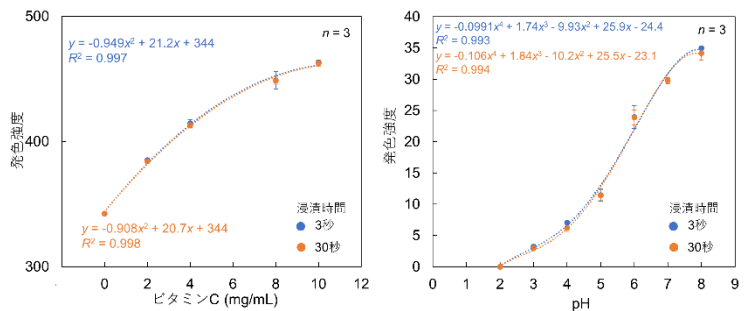 500
400
300
発色強度
n = 3
y = -0.949x² + 21.2x + 344
R² = 0.997
y = -0.908x² + 20.7x + 344
R² = 0.998
浸漬時間
3秒
30秒
0 2 4 6 8 10 12
ビタミンC (mg/mL)
40
35
30
25
20
15
10
5
0
発色強度
y = -0.0991x⁴ + 1.74x³ - 9.93x² + 25.9x - 24.4
R² = 0.993
y = -0.106x⁴ + 1.84x³ - 10.2x² + 25.5x - 23.1
R² = 0.994
n = 3
浸漬時間
3秒
30秒
0 1 2 3 4 5 6 7 8 9
pH